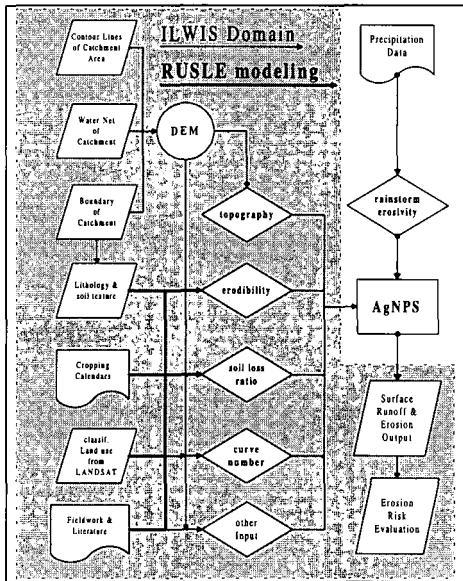 Contour Lines
of Catchment
Area
Water Net
of
Catchment
Boundary
of
Catchment
Lithology &
soil texture
Cropping
Calendars
classif.
Land use
from
LANDSAT
Fieldwork &
Literature
ILWIS Domain
RUSLE modeling
DEM
topography
erodibility
soil loss
ratio
curve
number
other
Input
Precipitation
Data
rainstorm
erosivity
AgNPS
Surface
Runoff &
Erosion
Output
Erosion
Risk
Evaluation